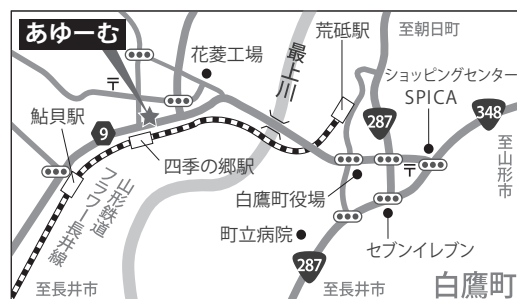 あゆーむ
花菱工場
最上川
荒砥駅
至朝日町
ショッピングセンター
SPICA
348
287
鮎貝駅
9
四季の郷駅
白鷹町役場
至山形市
山形鉄道
フラワー長井線
町立病院
セブンイレブン
287
至長井市
至長井市
白鷹町